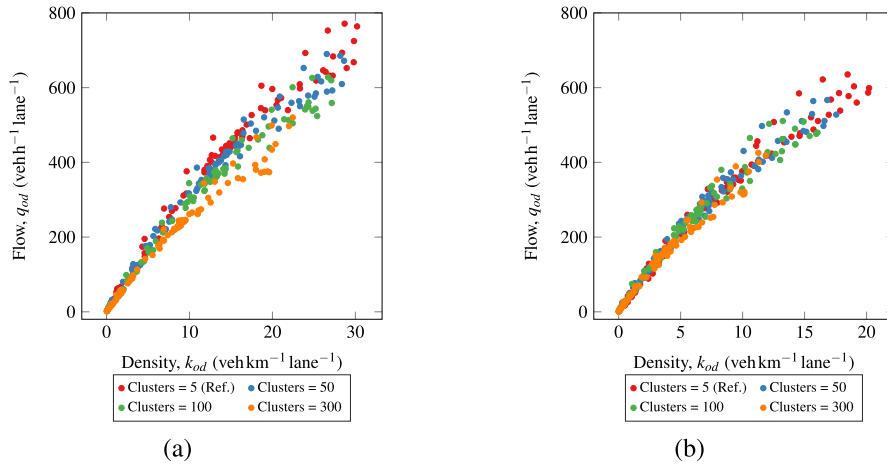 800
600
400
200
0
Flow, q_od (veh h⁻¹ lane⁻¹)
0 10 20 30
Density, k_od (veh km⁻¹ lane⁻¹)
Clusters = 5 (Ref.) Clusters = 50
Clusters = 100 Clusters = 300
(a)
800
600
400
200
0
Flow, q_od (veh h⁻¹ lane⁻¹)
0 5 10 15 20
Density, k_od (veh km⁻¹ lane⁻¹)
Clusters = 5 (Ref.) Clusters = 50
Clusters = 100 Clusters = 300
(b)